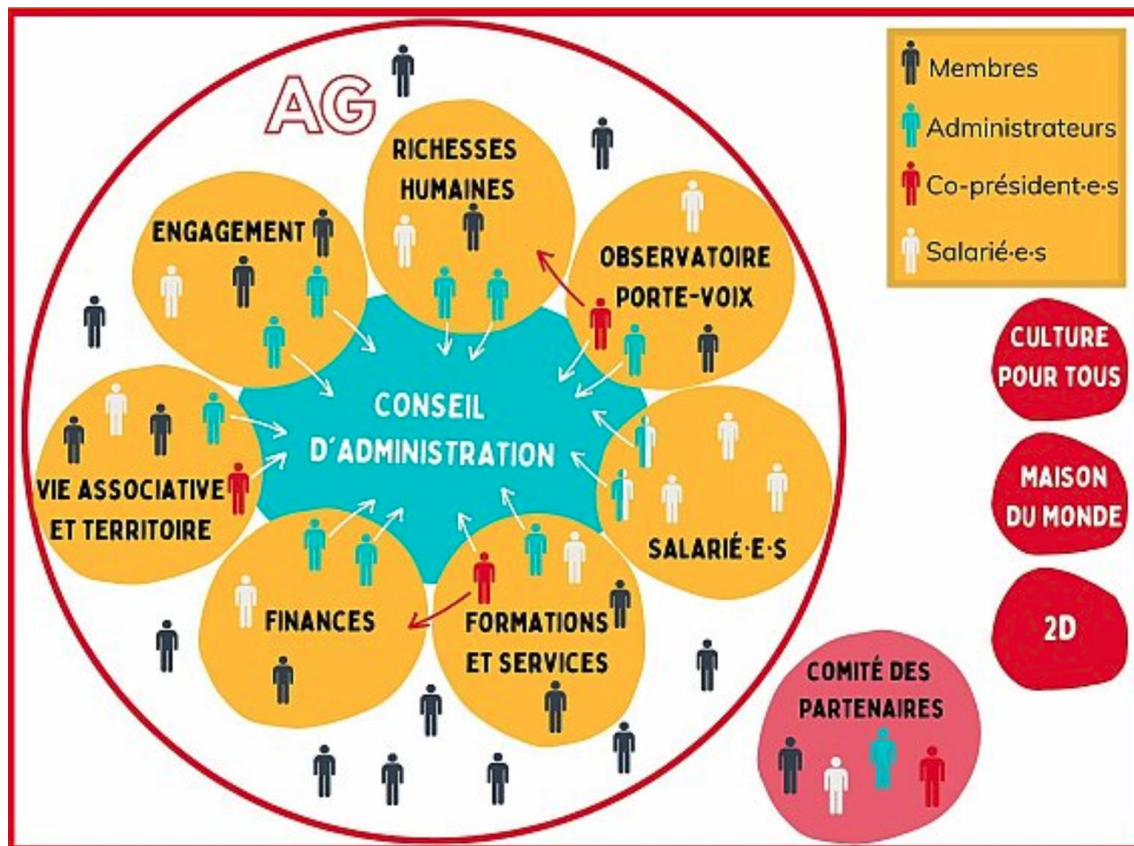 AG
RICHESSES
HUMAINES
ENGAGEMENT
OBSERVATOIRE
PORTE-VOIX
CONSEIL
D'ADMINISTRATION
VIE ASSOCIATIVE
ET TERRITOIRE
SALARIÉ·E·S
FINANCES
FORMATIONS
ET SERVICES
Membres
Administrateurs
Co-président·e·s
Salarié·e·s
CULTURE
POUR TOUS
MAISON
DU MONDE
2D
COMITÉ DES
PARTENAIRES